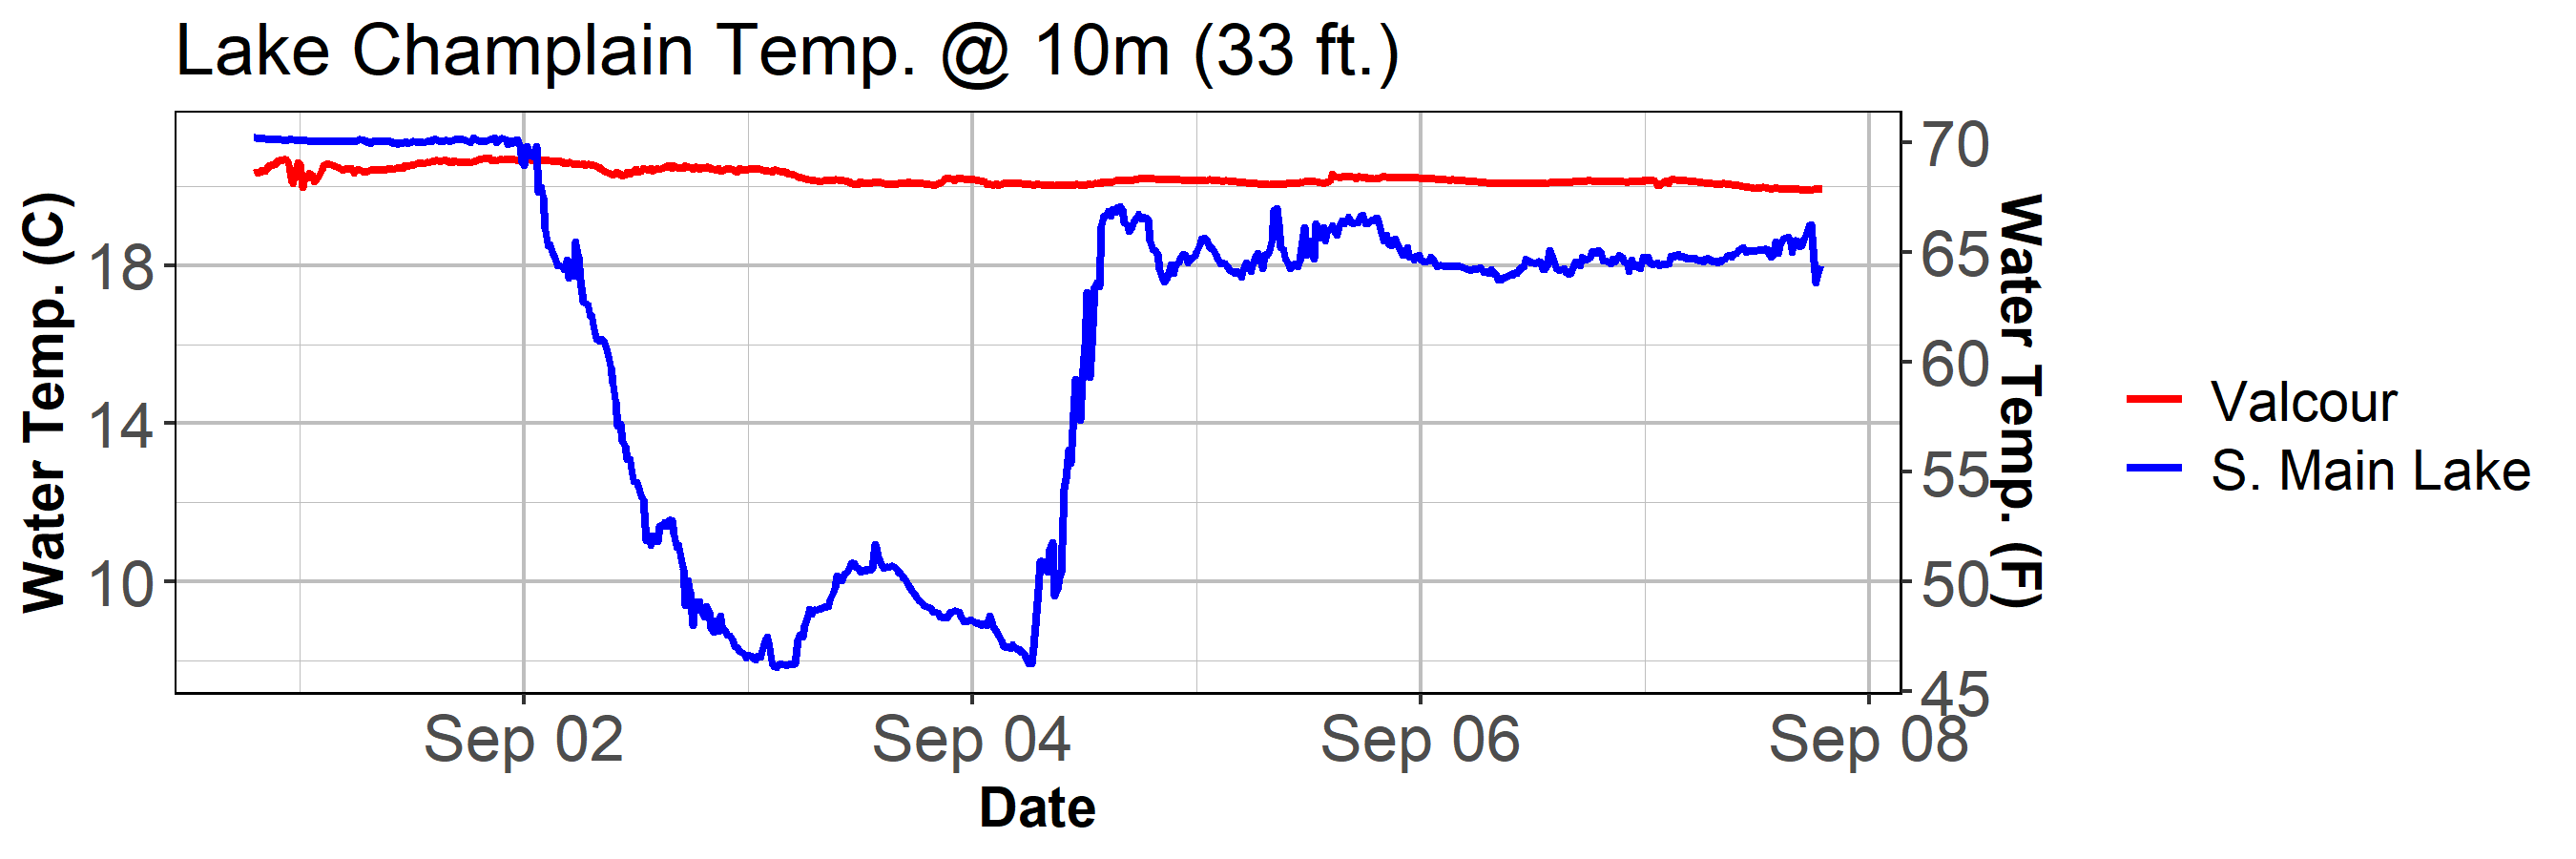 Lake Champlain Temp. @ 10m (33 ft.)
Water Temp. (C)
18
14
10
70
65
60
55
50
45
Water Temp. (F)
Sep 02
Sep 04
Sep 06
Sep 08
Date
Valcour
S. Main Lake